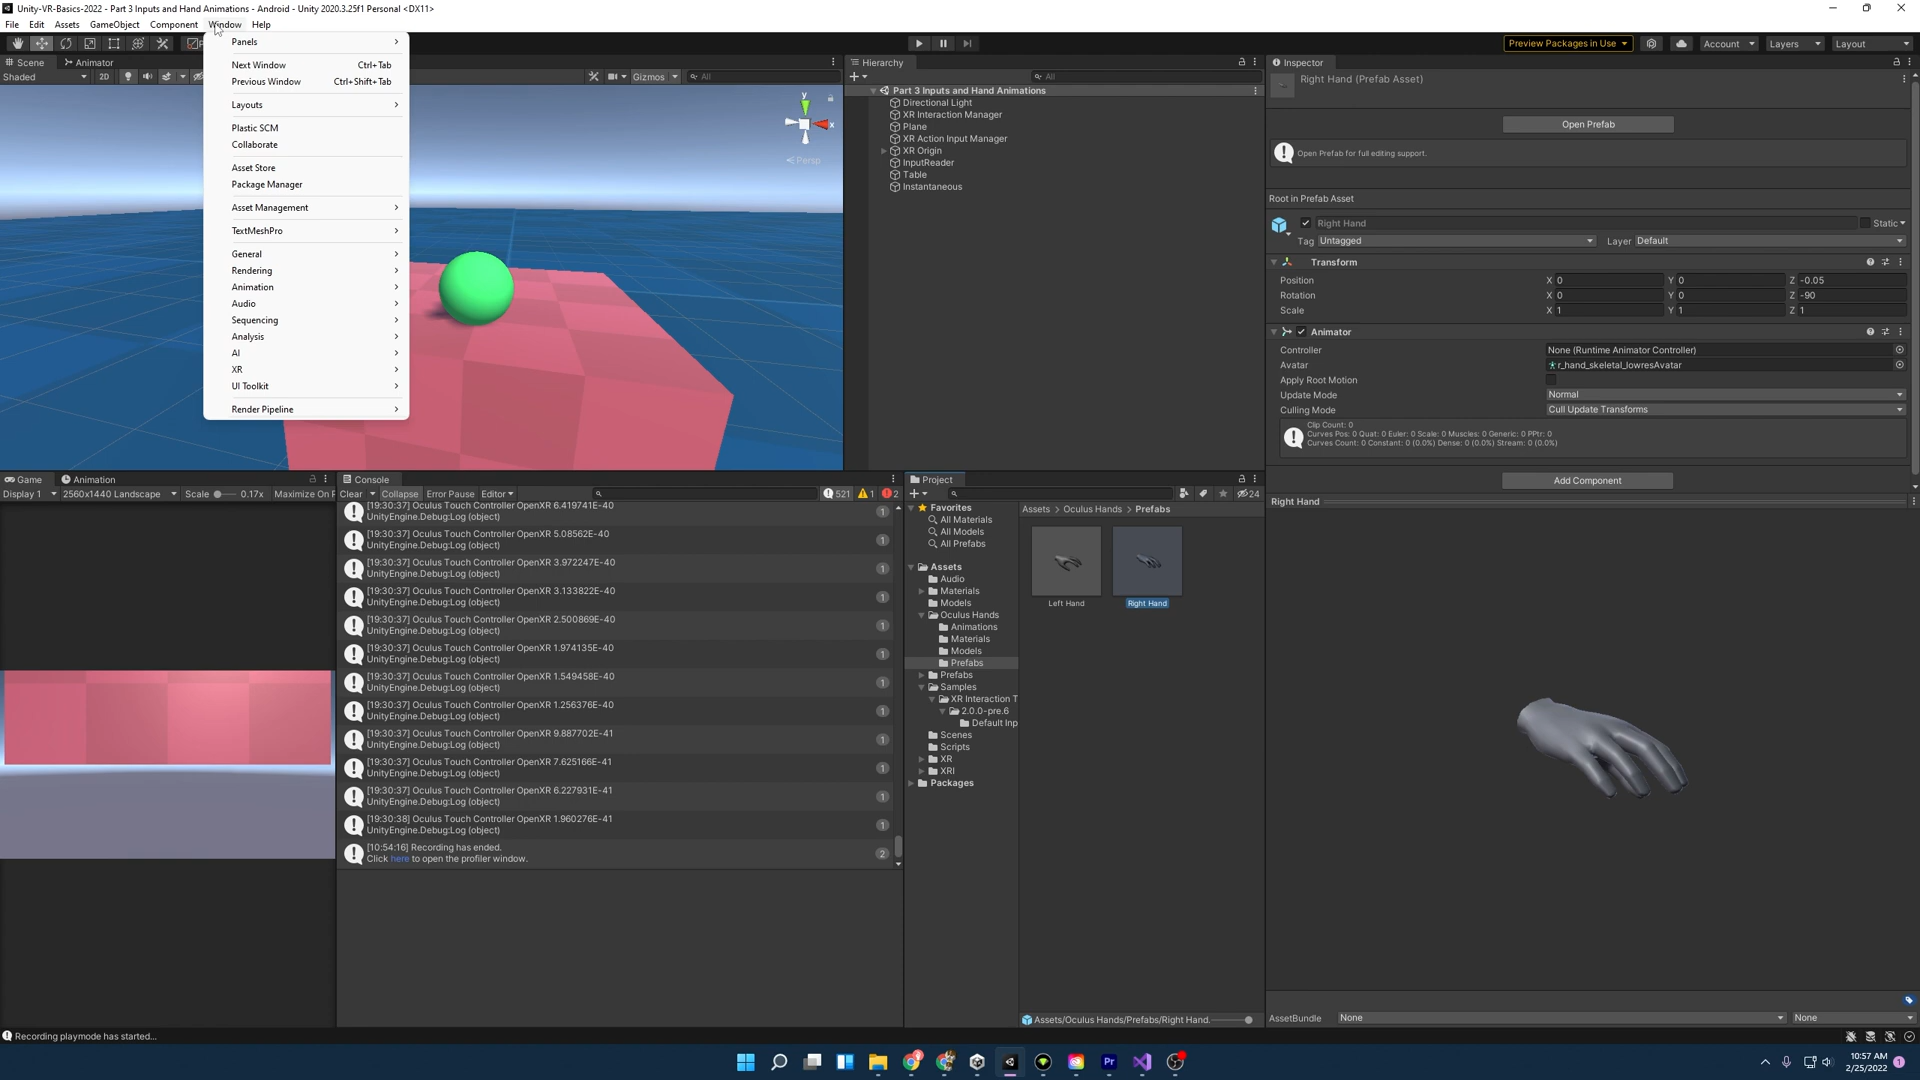 Unity-VR-Basics-2022 - Part 3 Inputs and Hand Animations - Android - Unity 2020.3.25f1 Personal <DX11>
File Edit Assets GameObject Component Window Help
Preview Packages in Use
Account
Layers
Layout
Scene
Animator
Shaded
2D
Gizmos
All
y
x
Persp
Panels
Next Window Ctrl+Tab
Previous Window Ctrl+Shift+Tab
Layouts
Plastic SCM
Collaborate
Asset Store
Package Manager
Asset Management
TextMeshPro
General
Rendering
Animation
Audio
Sequencing
Analysis
AI
XR
UI Toolkit
Render Pipeline
Hierarchy
All
Part 3 Inputs and Hand Animations
Directional Light
XR Interaction Manager
Plane
XR Action Input Manager
XR Origin
InputReader
Table
Instantaneous
Inspector
Right Hand (Prefab Asset)
Open Prefab
Open Prefab for full editing support.
Root in Prefab Asset
Right Hand
Static
Tag Untagged Layer Default
Transform
Position X 0 Y 0 Z -0.05
Rotation X 0 Y 0 Z -90
Scale X 1 Y 1 Z 1
Animator
Controller None (Runtime Animator Controller)
Avatar r_hand_skeletal_lowresAvatar
Apply Root Motion
Update Mode Normal
Culling Mode Cull Update Transforms
Clip Count: 0
Curves Pos: 0 Quat: 0 Euler: 0 Scale: 0 Muscles: 0 Generic: 0 PPtr: 0
Curves Count: 0 Constant: 0 (0.0%) Dense: 0 (0.0%) Stream: 0 (0.0%)
Add Component
Right Hand
AssetBundle None None
Game
Animation
Display 1 2560x1440 Landscape Scale 0.17x Maximize On P
Console
Clear Collapse Error Pause Editor
521 1 2
[19:30:37] Oculus Touch Controller OpenXR 6.419741E-40
UnityEngine.Debug:Log (object)
1
[19:30:37] Oculus Touch Controller OpenXR 5.08562E-40
UnityEngine.Debug:Log (object)
1
[19:30:37] Oculus Touch Controller OpenXR 3.972247E-40
UnityEngine.Debug:Log (object)
1
[19:30:37] Oculus Touch Controller OpenXR 3.133822E-40
UnityEngine.Debug:Log (object)
1
[19:30:37] Oculus Touch Controller OpenXR 2.500869E-40
UnityEngine.Debug:Log (object)
1
[19:30:37] Oculus Touch Controller OpenXR 1.974135E-40
UnityEngine.Debug:Log (object)
1
[19:30:37] Oculus Touch Controller OpenXR 1.549458E-40
UnityEngine.Debug:Log (object)
1
[19:30:37] Oculus Touch Controller OpenXR 1.256376E-40
UnityEngine.Debug:Log (object)
1
[19:30:37] Oculus Touch Controller OpenXR 9.887702E-41
UnityEngine.Debug:Log (object)
1
[19:30:37] Oculus Touch Controller OpenXR 7.625166E-41
UnityEngine.Debug:Log (object)
1
[19:30:37] Oculus Touch Controller OpenXR 6.227931E-41
UnityEngine.Debug:Log (object)
1
[19:30:38] Oculus Touch Controller OpenXR 1.960276E-41
UnityEngine.Debug:Log (object)
1
[10:54:16] Recording has ended.
Click here to open the profiler window.
2
Project
24
Favorites
All Materials
All Models
All Prefabs
Assets
Audio
Materials
Models
Oculus Hands
Animations
Materials
Models
Prefabs
Prefabs
Samples
XR Interaction T
2.0.0-pre.6
Default Inp
Scenes
Scripts
XR
XRI
Packages
Assets > Oculus Hands > Prefabs
Left Hand
Right Hand
Assets/Oculus Hands/Prefabs/Right Hand.
Recording playmode has started...
Pr
10:57 AM
2/25/2022
1